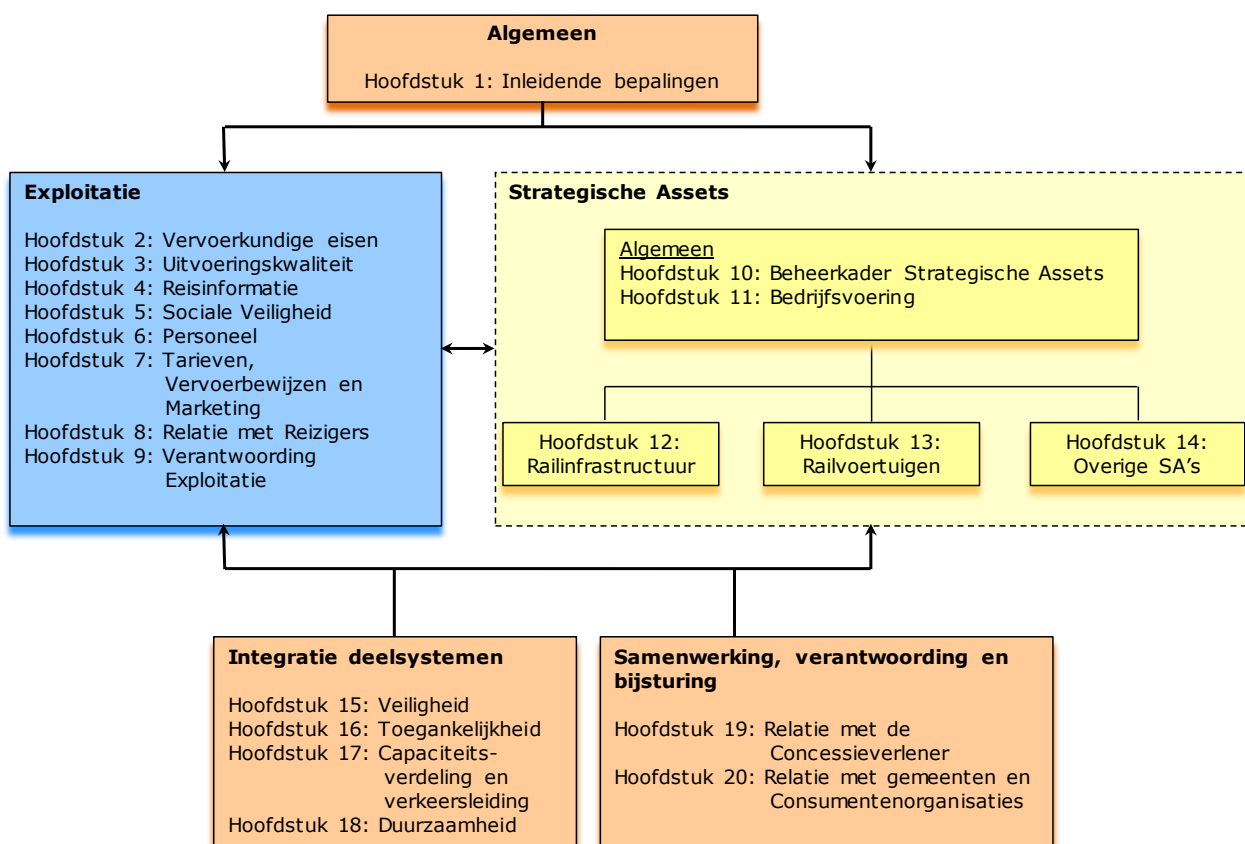 Algemeen
Hoofdstuk 1: Inleidende bepalingen
Exploitatie
Hoofdstuk 2: Vervoerkundige eisen
Hoofdstuk 3: Uitvoeringskwaliteit
Hoofdstuk 4: Reisinformatie
Hoofdstuk 5: Sociale Veiligheid
Hoofdstuk 6: Personeel
Hoofdstuk 7: Tarieven,
Vervoerbewijzen en
Marketing
Hoofdstuk 8: Relatie met Reizigers
Hoofdstuk 9: Verantwoording
Exploitatie
Strategische Assets
Algemeen
Hoofdstuk 10: Beheerkader Strategische Assets
Hoofdstuk 11: Bedrijfsvoering
Hoofdstuk 12:
Railinfrastructuur
Hoofdstuk 13:
Railvoertuigen
Hoofdstuk 14:
Overige SA's
Integratie deelsystemen
Hoofdstuk 15: Veiligheid
Hoofdstuk 16: Toegankelijkheid
Hoofdstuk 17: Capaciteits-
verdeling en
verkeersleiding
Hoofdstuk 18: Duurzaamheid
Samenwerking, verantwoording en
bijsturing
Hoofdstuk 19: Relatie met de
Concessieverlener
Hoofdstuk 20: Relatie met gemeenten en
Consumentenorganisaties